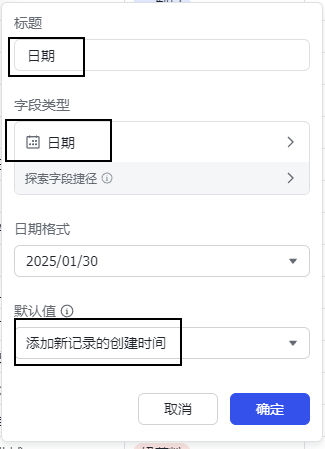 标题
日期
字段类型
日期
探索字段捷径
日期格式
2025/01/30
默认值
添加新记录的创建时间
取消
确定